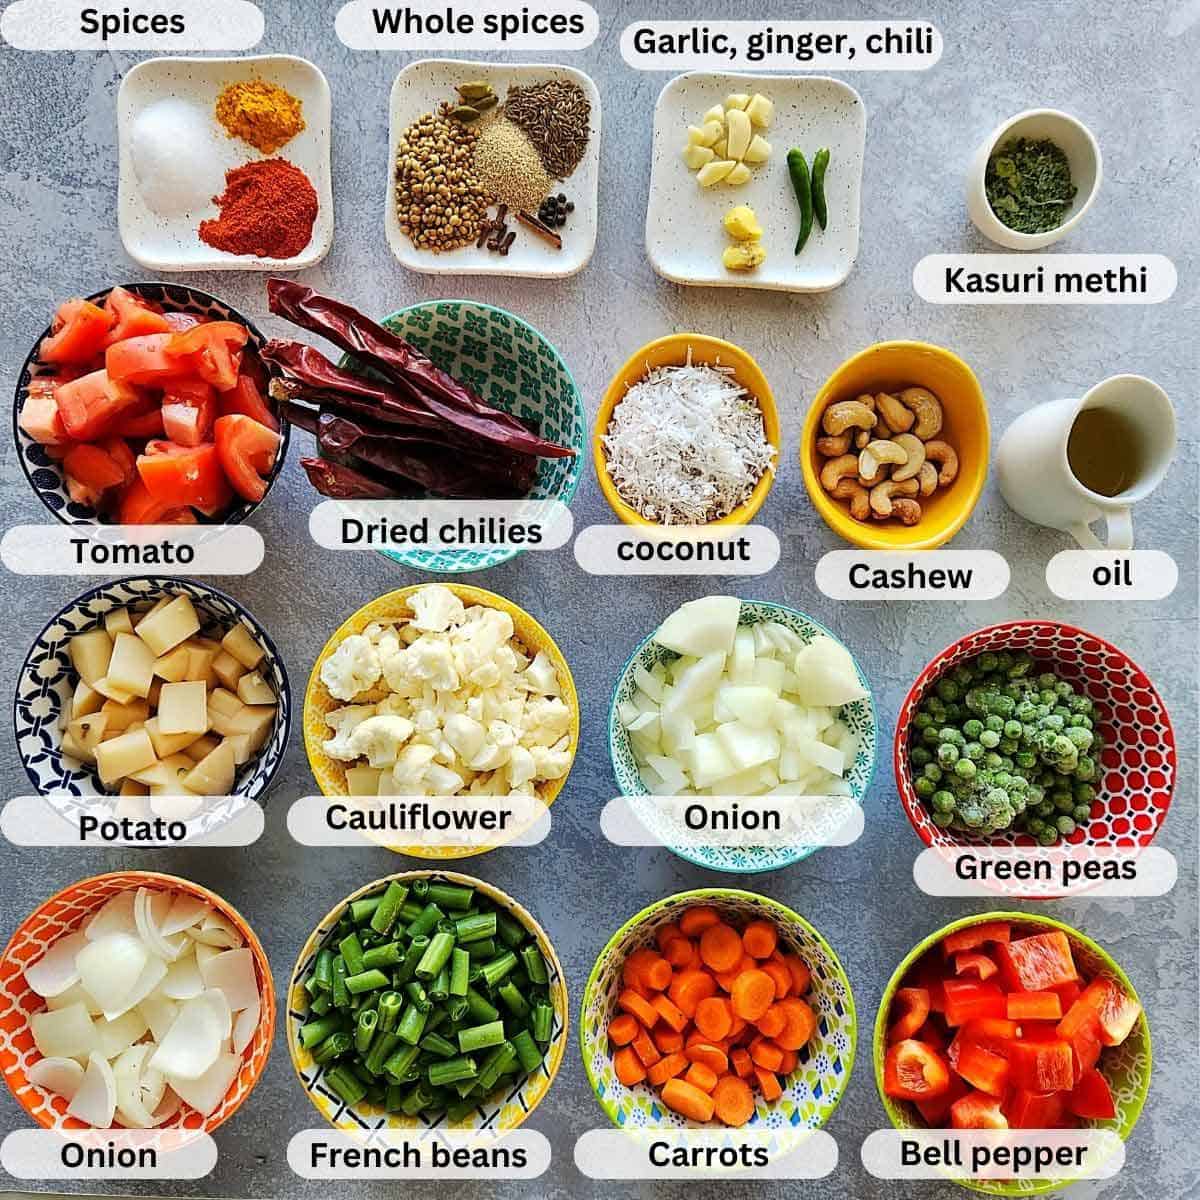 Spices
Whole spices
Garlic, ginger, chili
Kasuri methi
Tomato
Dried chilies
coconut
Cashew
oil
Potato
Cauliflower
Onion
Green peas
Onion
French beans
Carrots
Bell pepper